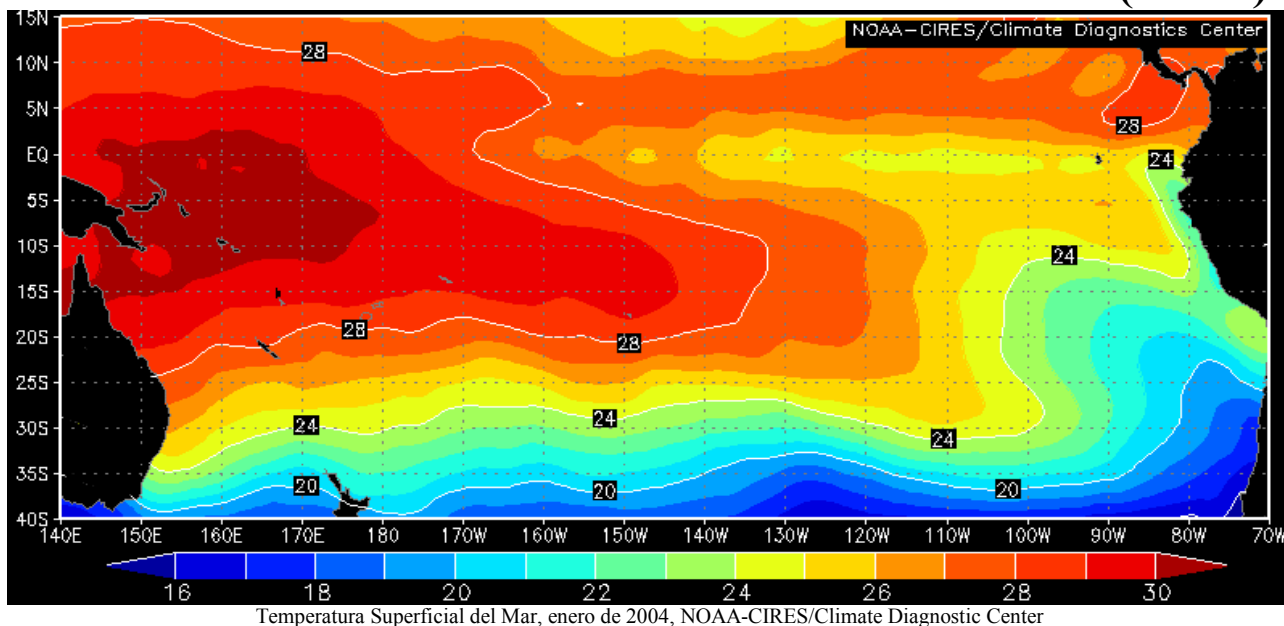 15N
NOAA-CIRES/Climate Diagnostics Center
28
10N
5N
28
EQ
24
5S
10S
24
15S
28
28
20S
25S
24
24
30S
24
35S
20
20
20
40S
140E 150E 160E 170E 180 170W 160W 150W 140W 130W 120W 110W 100W 90W 80W 70W
16 18 20 22 24 26 28 30
Temperatura Superficial del Mar, enero de 2004, NOAA-CIRES/Climate Diagnostic Center